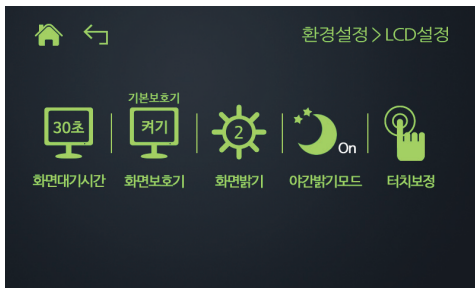 환경설정>LCD설정
기본보호기
30초
켜기
2
On
화면대기시간
화면보호기
화면밝기
야간밝기모드
터치보정